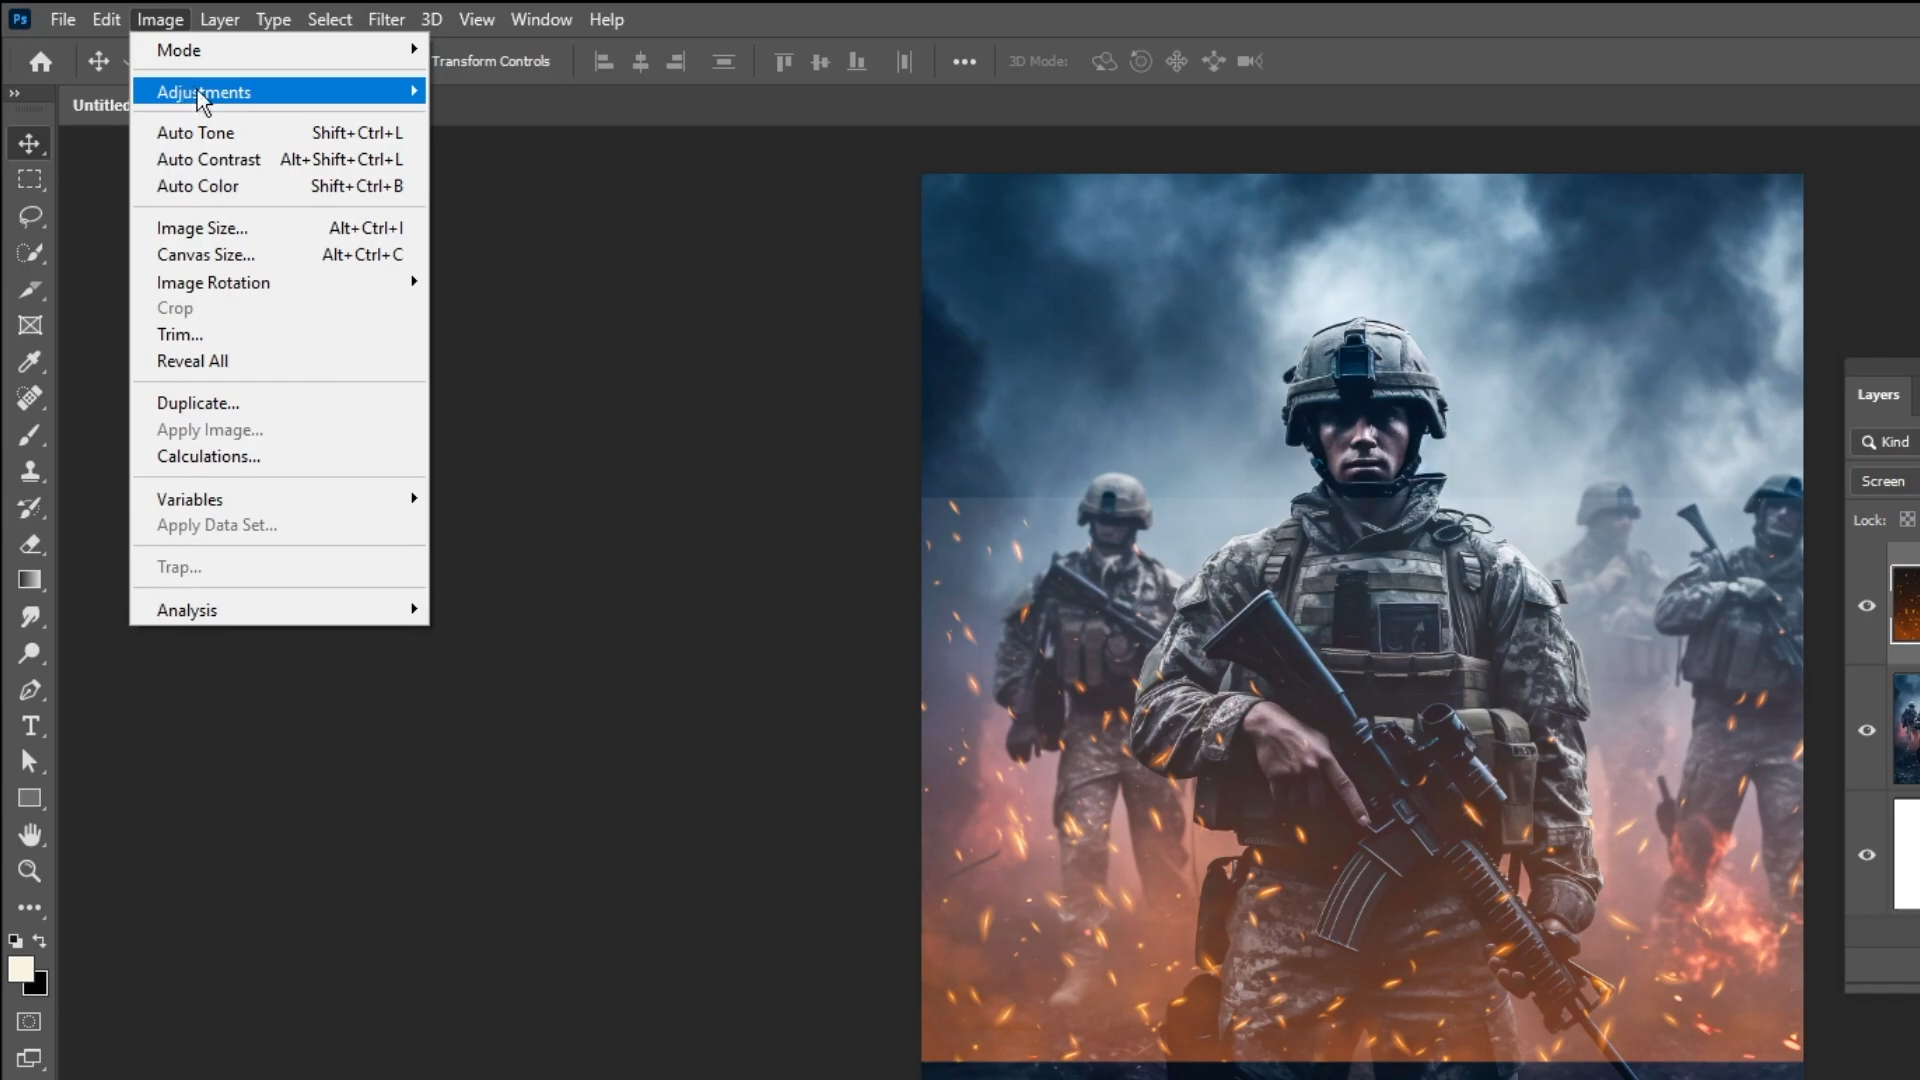 Ps File Edit Image Layer Type Select Filter 3D View Window Help
Transform Controls 3D Mode:
Untitled
Mode
Adjustments
Auto Tone Shift+Ctrl+L
Auto Contrast Alt+Shift+Ctrl+L
Auto Color Shift+Ctrl+B
Image Size... Alt+Ctrl+I
Canvas Size... Alt+Ctrl+C
Image Rotation
Crop
Trim...
Reveal All
Duplicate...
Apply Image...
Calculations...
Variables
Apply Data Set...
Trap...
Analysis
Layers
Kind
Screen
Lock: